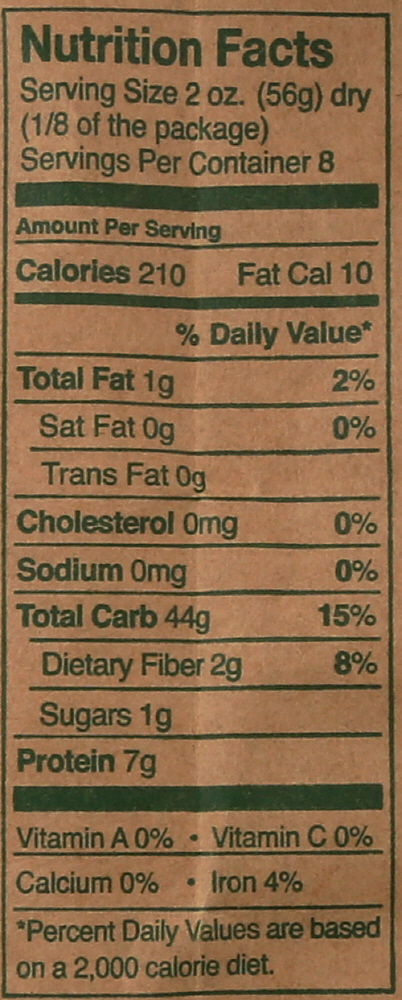 Nutrition Facts
Serving Size 2 oz. (56g) dry
(1/8 of the package)
Servings Per Container 8
Amount Per Serving
Calories 210 Fat Cal 10
% Daily Value*
Total Fat 1g 2%
Sat Fat 0g 0%
Trans Fat 0g
Cholesterol 0mg 0%
Sodium 0mg 0%
Total Carb 44g 15%
Dietary Fiber 2g 8%
Sugars 1g
Protein 7g
Vitamin A 0% • Vitamin C 0%
Calcium 0% • Iron 4%
*Percent Daily Values are based
on a 2,000 calorie diet.